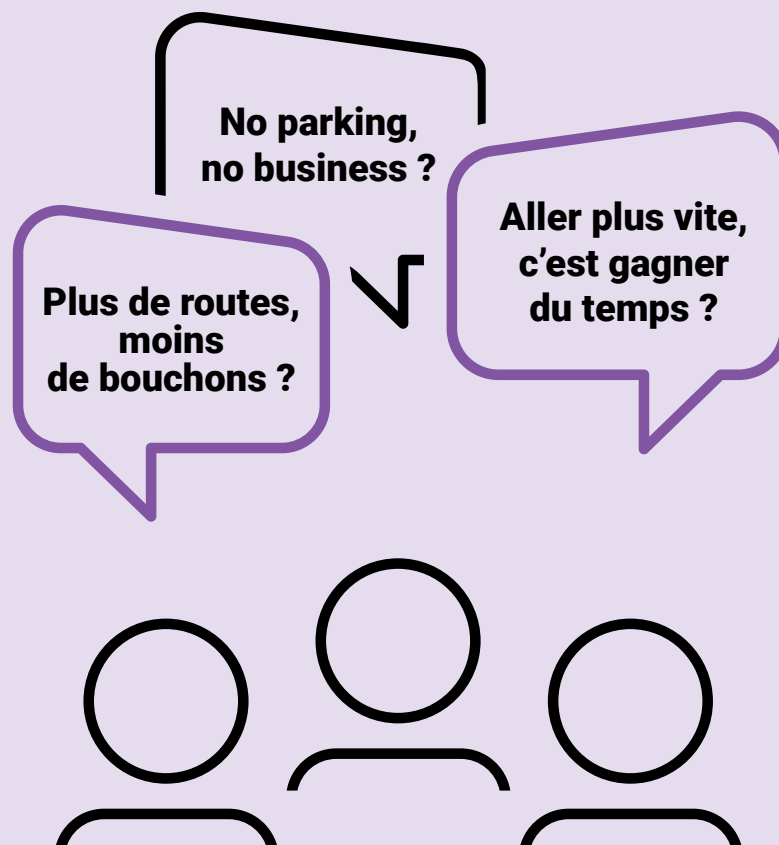 No parking,
no business ?
Aller plus vite,
c’est gagner
du temps ?
Plus de routes,
moins
de bouchons ?